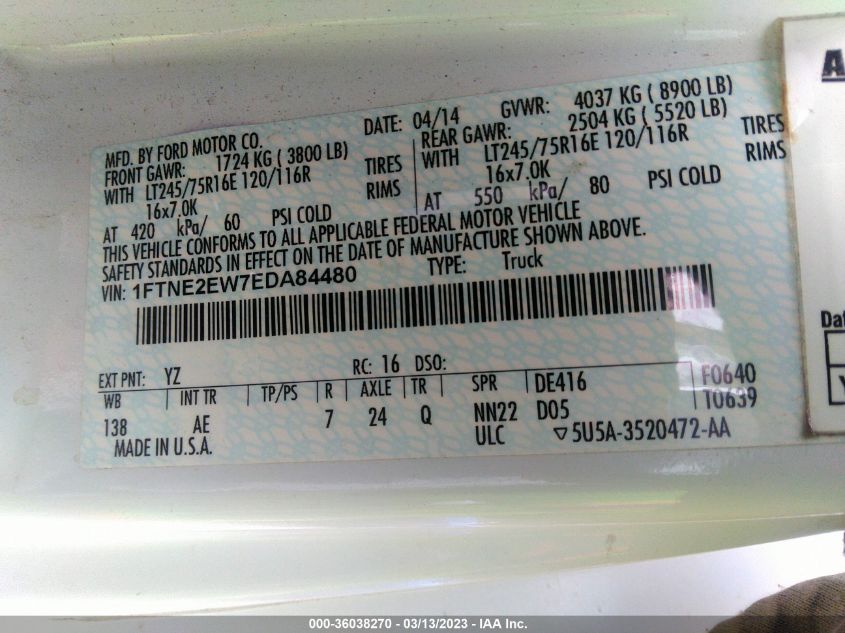 MFD. BY FORD MOTOR CO. DATE: 04/14 GVWR: 4037 KG ( 8900 LB)
FRONT GAWR: 1724 KG ( 3800 LB) REAR GAWR: 2504 KG ( 5520 LB)
WITH LT245/75R16E 120/116R TIRES WITH LT245/75R16E 120/116R TIRES
16x7.0K RIMS 16x7.0K RIMS
AT 420 kPa/ 60 PSI COLD AT 550 kPa/ 80 PSI COLD
THIS VEHICLE CONFORMS TO ALL APPLICABLE FEDERAL MOTOR VEHICLE
SAFETY STANDARDS IN EFFECT ON THE DATE OF MANUFACTURE SHOWN ABOVE.
VIN: 1FTNE2EW7EDA84480 TYPE: Truck
EXT PNT: YZ RC: 16 DSO:
WB INT TR TP/PS R AXLE TR SPR DE416 F0640
138 AE 7 24 Q NN22 D05 T0639
MADE IN U.S.A. ULC 5U5A-3520472-AA
A
Da
000-36038270 - 03/13/2023 - IAA Inc.